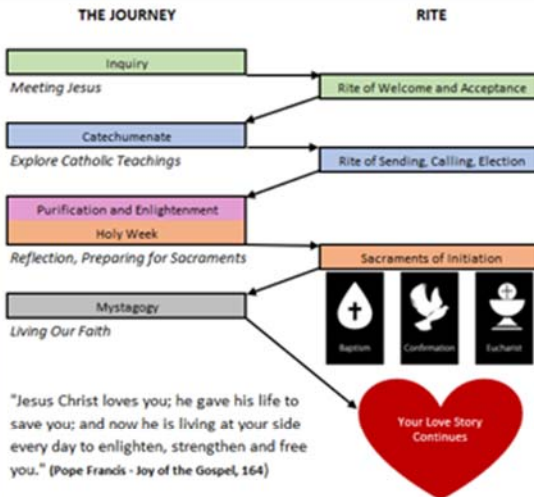 THE JOURNEY
RITE
Inquiry
Meeting Jesus
Rite of Welcome and Acceptance
Catechumenate
Explore Catholic Teachings
Rite of Sending, Calling, Election
Purification and Enlightenment
Holy Week
Reflection, Preparing for Sacraments
Sacraments of Initiation
Baptism
Confirmation
Eucharist
Mystagogy
Living Our Faith
"Jesus Christ loves you; he gave his life to
save you; and now he is living at your side
every day to enlighten, strengthen and free
you." (Pope Francis - Joy of the Gospel, 164)
Your Love Story
Continues